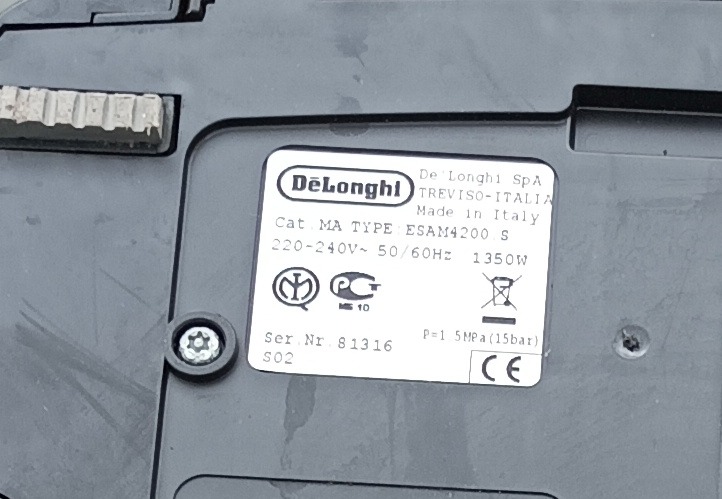 DēLonghi
De'Longhi SpA
TREVISO-ITALIA
Made in Italy
Cat. MA TYPE:ESAM4200.S
220-240V~ 50/60Hz 1350W
PCT
ME 10
P=1.5MPa(15bar)
Ser.Nr.81316
S02
CE